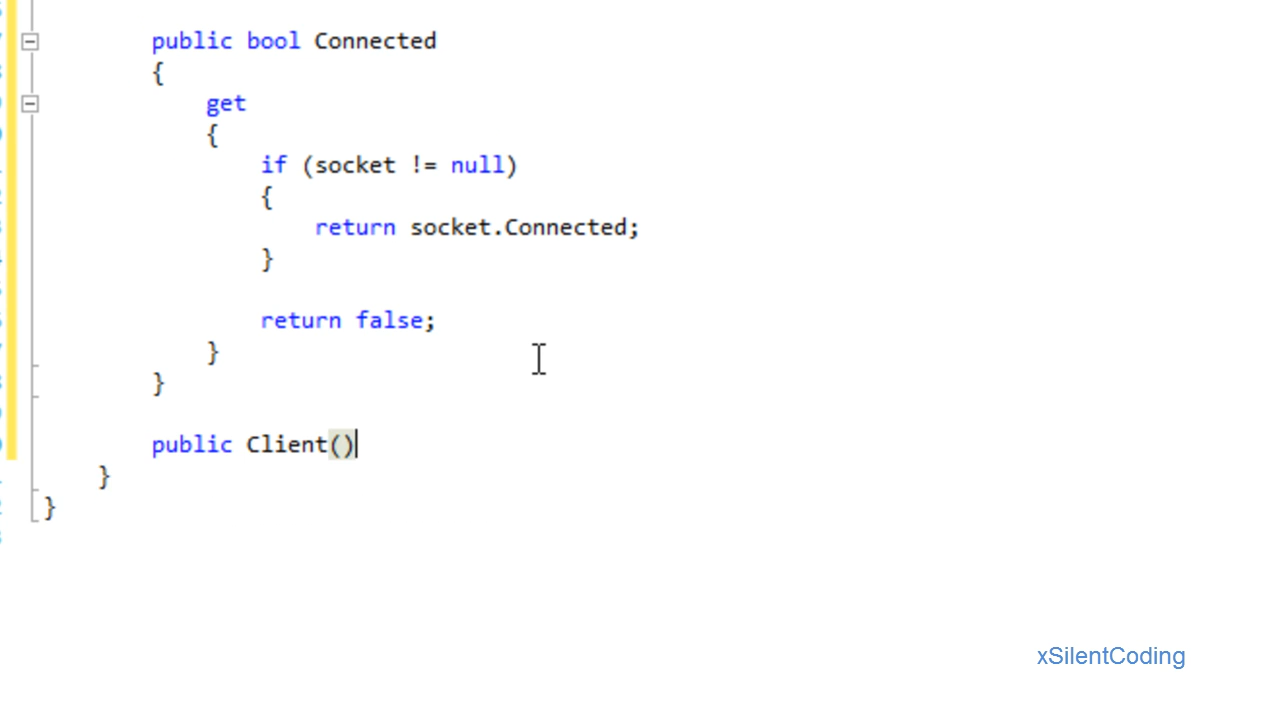 public bool Connected
{
get
{
if (socket != null)
{
return socket.Connected;
}
return false;
}
}
public Client()
}
}
xSilentCoding